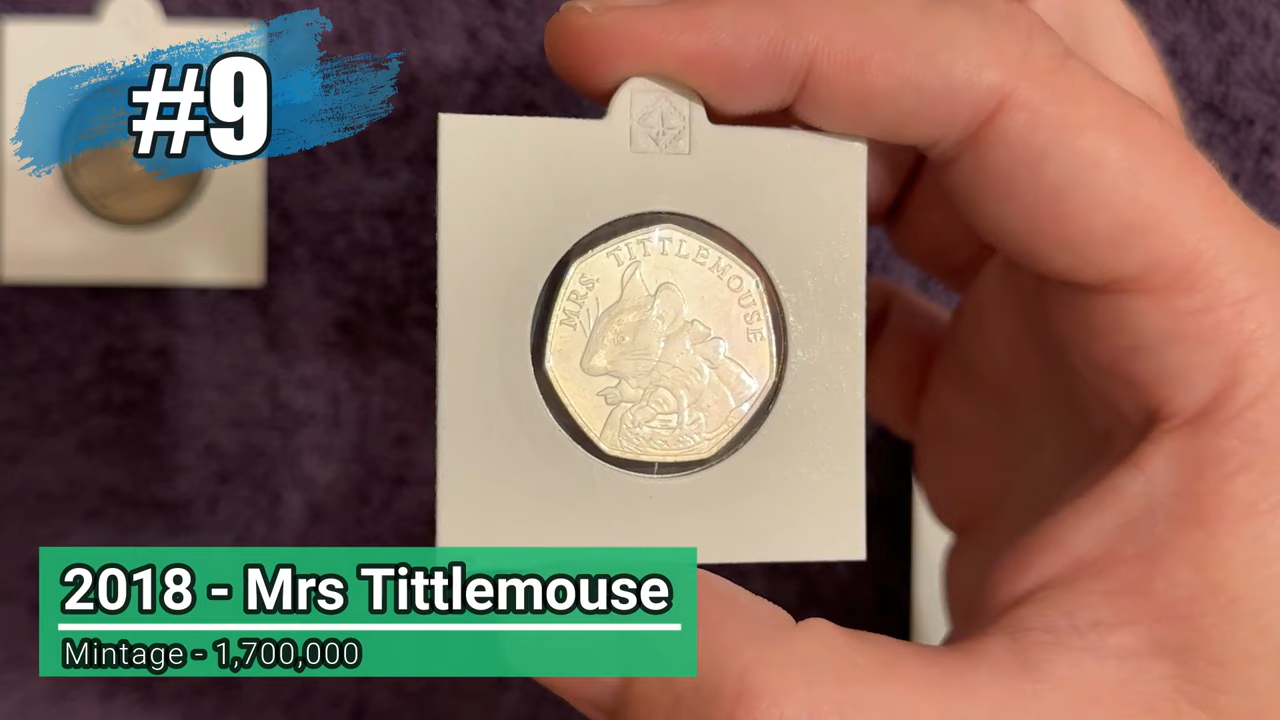 #9
MRS. TITTLEMOUSE
2018 - Mrs Tittlemouse
Mintage - 1,700,000